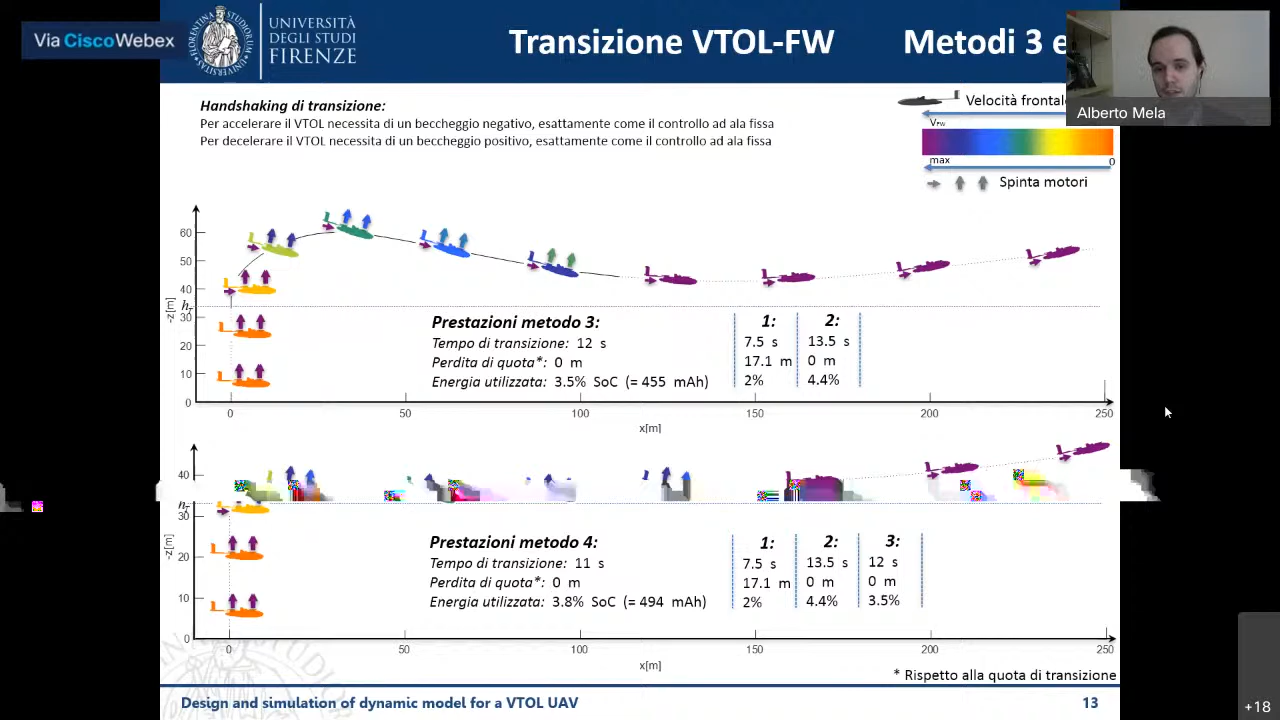 Via Cisco Webex
UNIVERSITÀ
DEGLI STUDI
FIRENZE
Transizione VTOL-FW
Metodi 3 e
Alberto Mela
Handshaking di transizione:
Per accelerare il VTOL necessita di un beccheggio negativo, esattamente come il controllo ad ala fissa
Per decelerare il VTOL necessita di un beccheggio positivo, esattamente come il controllo ad ala fissa
Velocità frontale
VFW
max 0
Spinta motori
60
50
40
30
20
10
0
-z[m]
0 50 100 150 200 250
x[m]
Prestazioni metodo 3:
Tempo di transizione: 12 s
Perdita di quota*: 0 m
Energia utilizzata: 3.5% SoC (= 455 mAh)
1: 2:
7.5 s 13.5 s
17.1 m 0 m
2% 4.4%
40
30
20
10
0
-z[m]
0 50 100 150 200 250
x[m]
Prestazioni metodo 4:
Tempo di transizione: 11 s
Perdita di quota*: 0 m
Energia utilizzata: 3.8% SoC (= 494 mAh)
1: 2: 3:
7.5 s 13.5 s 12 s
17.1 m 0 m 0 m
2% 4.4% 3.5%
* Rispetto alla quota di transizione
Design and simulation of dynamic model for a VTOL UAV
13
+18